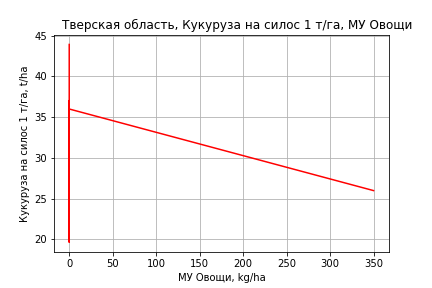 Тверская область, Кукуруза на силос 1 т/га, МУ Овощи
45
40
35
30
25
20
Кукуруза на силос 1 т/га, t/ha
0 50 100 150 200 250 300 350
МУ Овощи, kg/ha